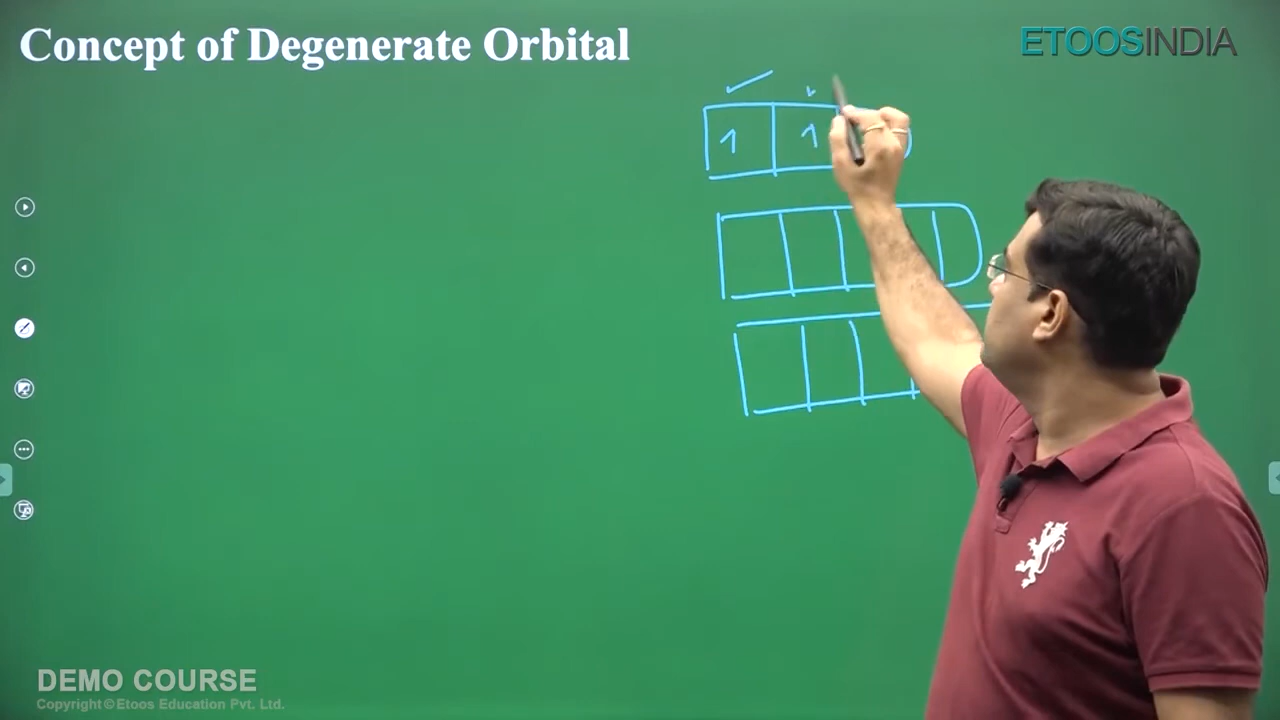 Concept of Degenerate Orbital
ETOOSINDIA
1 1
DEMO COURSE
Copyright © Etoos Education Pvt. Ltd.